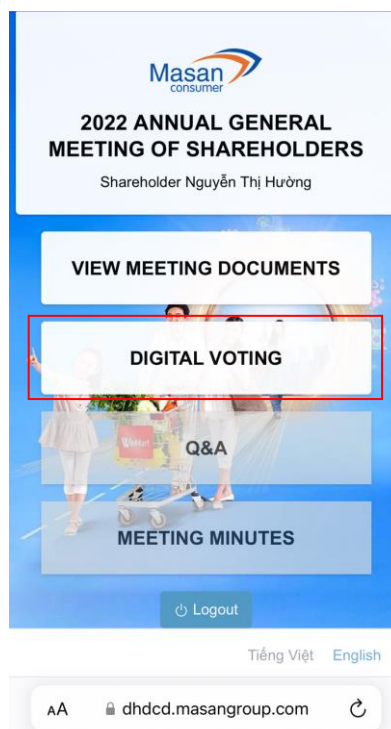 Masan
consumer
2022 ANNUAL GENERAL
MEETING OF SHAREHOLDERS
Shareholder Nguyễn Thị Hường
VIEW MEETING DOCUMENTS
DIGITAL VOTING
Q&A
MEETING MINUTES
Logout
Tiếng Việt English
AA dhdcd.masangroup.com